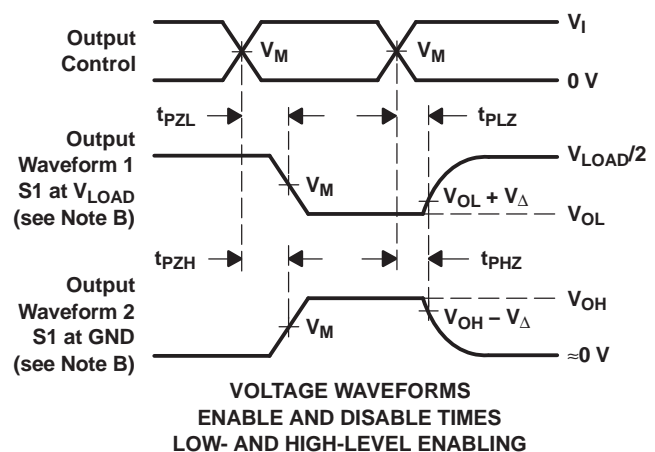 Output
Control
V_M
V_M
V_I
0 V
t_PZL
t_PLZ
Output
Waveform 1
S1 at V_LOAD
(see Note B)
V_M
V_LOAD/2
V_OL + V_Δ
V_OL
t_PZH
t_PHZ
Output
Waveform 2
S1 at GND
(see Note B)
V_M
V_OH
V_OH – V_Δ
≈0 V
VOLTAGE WAVEFORMS
ENABLE AND DISABLE TIMES
LOW- AND HIGH-LEVEL ENABLING